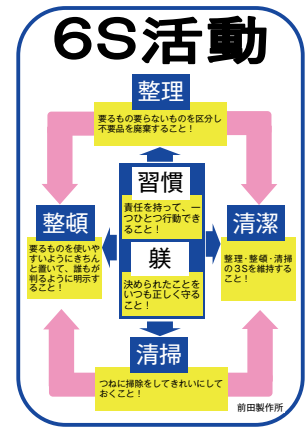 6S活動
整理
要るもの要らないものを区分し
不要品を廃棄すること！
習慣
責任を持って、一
つひとつ行動でき
ること！
整頓
要るものを使いや
すいようにきちん
と置いて、誰もが
判るように明示す
ること！
清潔
整理・整頓・清掃
の3Sを維持する
こと！
躾
決められたことを
いつも正しく守る
こと！
清掃
つねに掃除をしてきれいにして
おくこと！
前田製作所